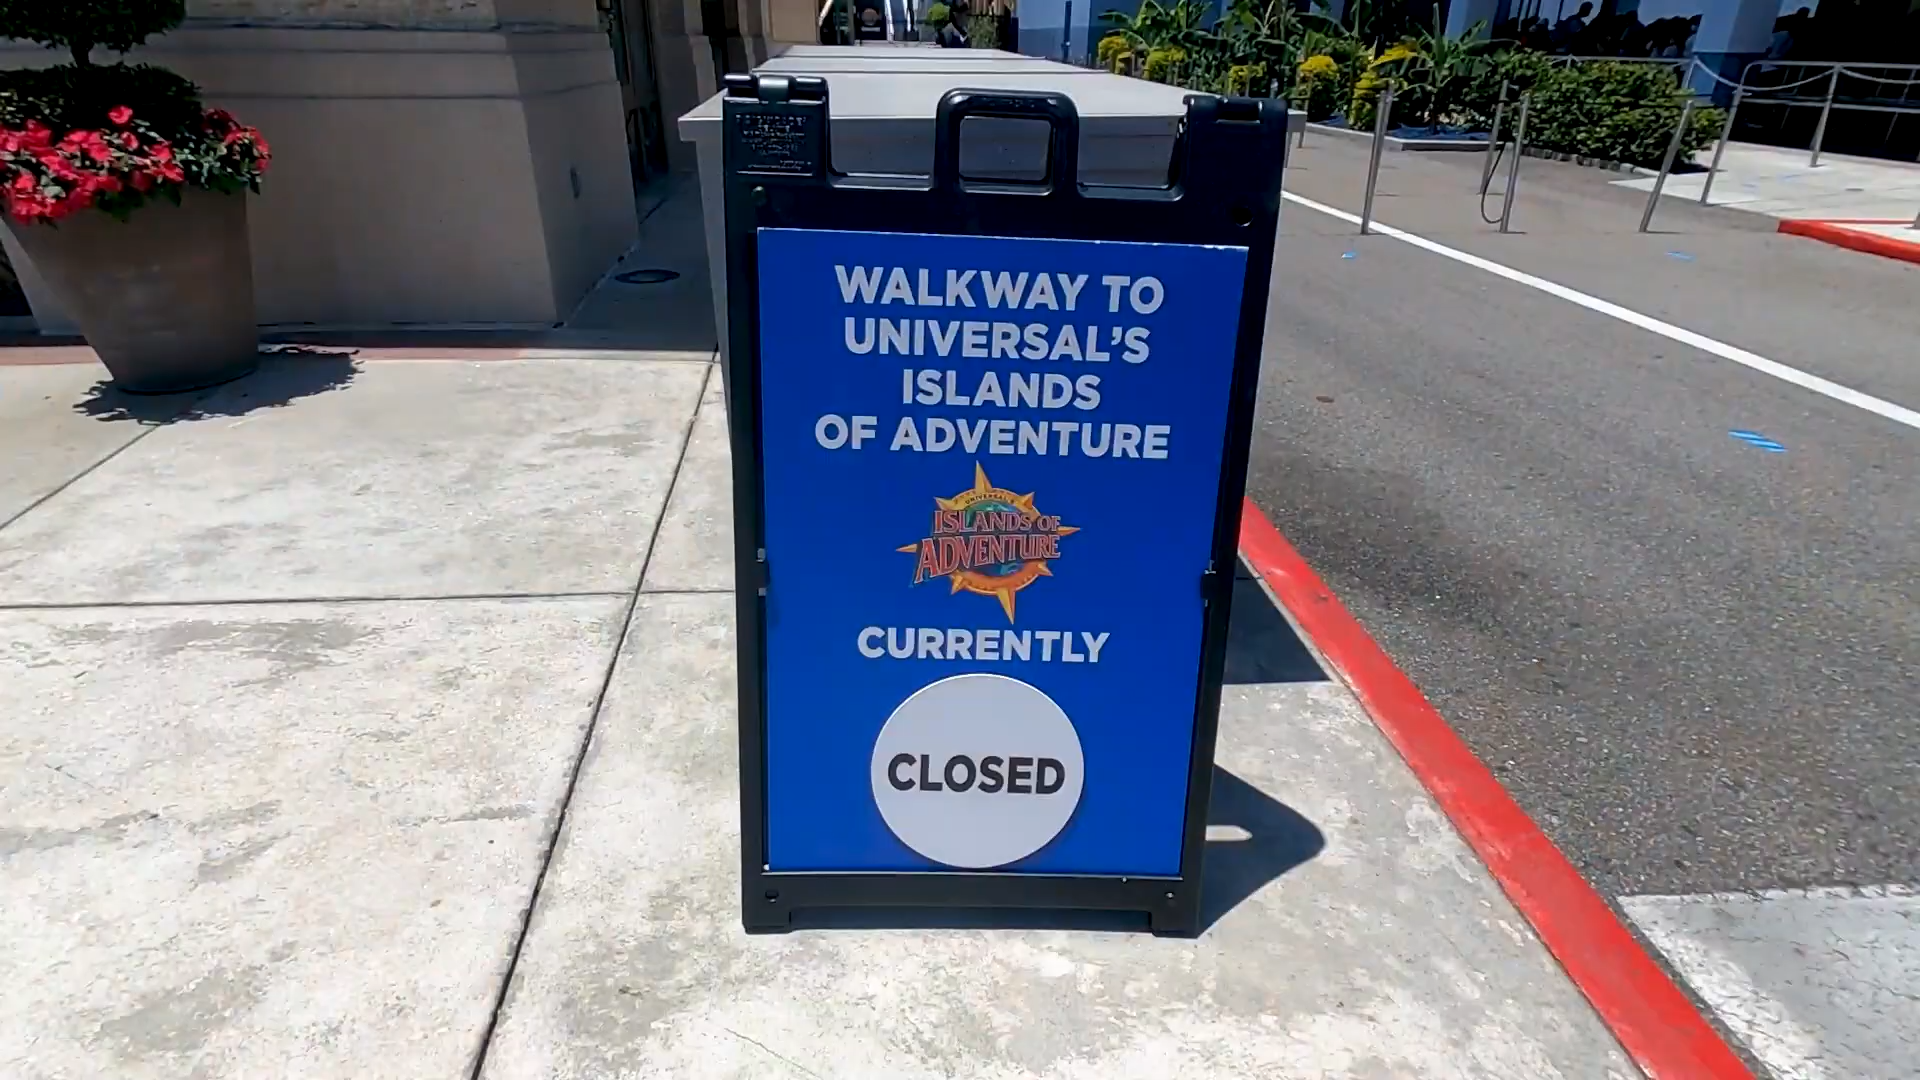 WALKWAY TO
UNIVERSAL'S
ISLANDS
OF ADVENTURE
UNIVERSAL'S
ISLANDS OF
ADVENTURE
CURRENTLY
CLOSED